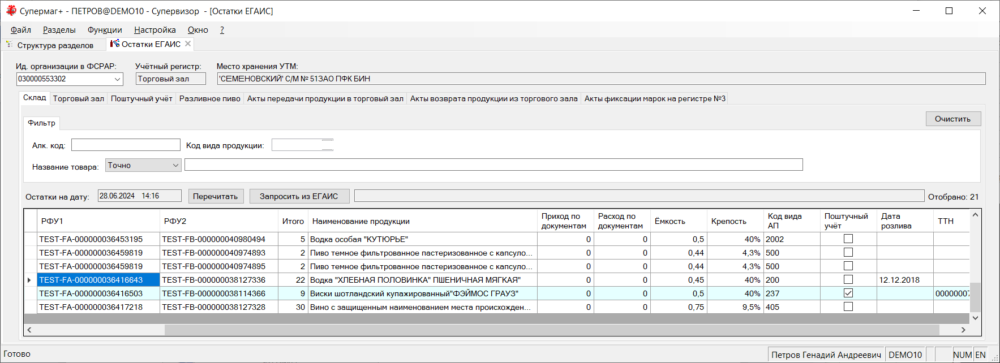 Супермаг+ - ПЕТРОВ@DEMO10 - Супервизор - [Остатки ЕГАИС]
Файл Разделы Функции Настройка Окно ?
Структура разделов Остатки ЕГАИС
Ид. организации в ФСРАР: Учётный регистр: Место хранения УТМ:
030000553302 Торговый зал 'СЕМЕНОВСКИЙ' С/М № 51ЗАО ПФК БИН
Склад Торговый зал Поштучный учёт Разливное пиво Акты передачи продукции в торговый зал Акты возврата продукции из торгового зала Акты фиксации марок на регистре №3
Фильтр Очистить
Алк. код: Код вида продукции:
Название товара: Точно
Остатки на дату: 28.06.2024 14:16 Перечитать Запросить из ЕГАИС Отобрано: 21
РФУ1 РФУ2 Итого Наименование продукции Приход по документам Расход по документам Ёмкость Крепость Код вида АП Поштучный учёт Дата розлива ТТН
TEST-FA-000000036453195 TEST-FB-000000040980494 5 Водка особая "КУТЮРЬЕ" 0 0 0,5 40% 2002
TEST-FA-000000036459819 TEST-FB-000000040974893 2 Пиво темное фильтрованное пастеризованное с капсуло... 0 0 0,44 4,3% 500
TEST-FA-000000036459819 TEST-FB-000000040974895 2 Пиво темное фильтрованное пастеризованное с капсуло... 0 0 0,44 4,3% 500
TEST-FA-000000036416643 TEST-FB-000000038127336 22 Водка "ХЛЕБНАЯ ПОЛОВИНКА" ПШЕНИЧНАЯ МЯГКАЯ" 0 0 0,45 40% 200 12.12.2018
TEST-FA-000000036416503 TEST-FB-000000038114366 9 Виски шотландский купажированный"ФЭЙМОС ГРАУЗ" 0 0 0,5 40% 237 00000007
TEST-FA-000000036417218 TEST-FB-000000038127328 30 Вино с защищенным наименованием места происхожден... 0 0 0,75 9,5% 405
Готово Петров Генадий Андреевич DEMO10 NUM EN